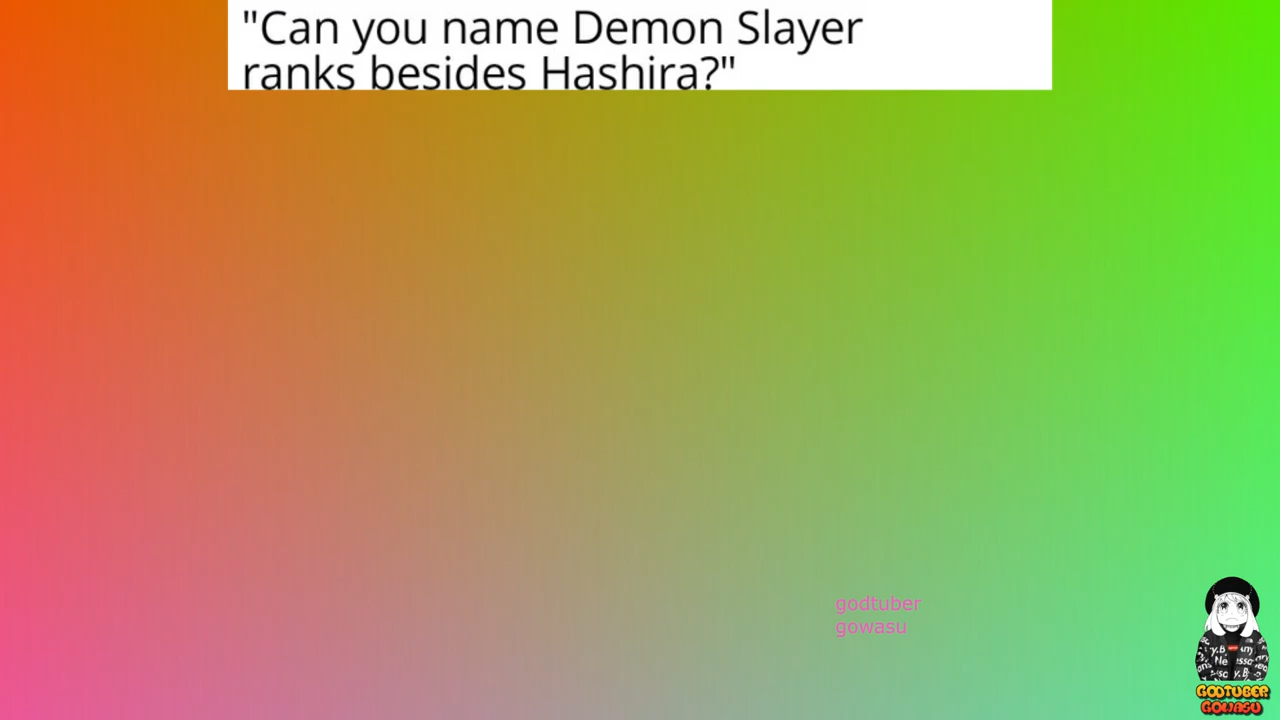 "Can you name Demon Slayer
ranks besides Hashira?"
godtuber
gowasu
GODTUBER
GOWASU